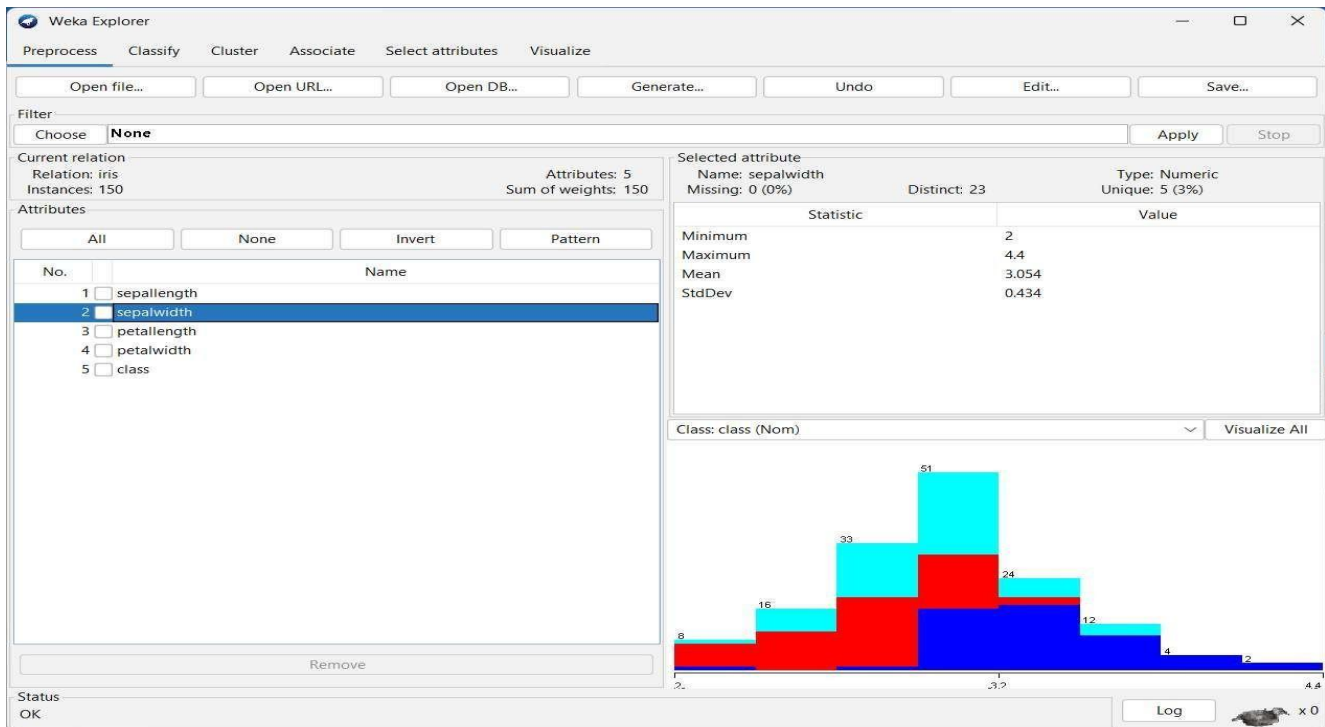 Weka Explorer
Preprocess Classify Cluster Associate Select attributes Visualize
Open file... Open URL... Open DB... Generate... Undo Edit... Save...
Filter
Choose None Apply Stop
Current relation
Relation: iris Attributes: 5
Instances: 150 Sum of weights: 150
Attributes
All None Invert Pattern
No. Name
1 sepallength
2 sepalwidth
3 petallength
4 petalwidth
5 class
Remove
Selected attribute
Name: sepalwidth Type: Numeric
Missing: 0 (0%) Distinct: 23 Unique: 5 (3%)
Statistic Value
Minimum 2
Maximum 4.4
Mean 3.054
StdDev 0.434
Class: class (Nom) Visualize All
51
33
24
16
12
8
4
2
2 3.2 4.4
Status
OK Log x 0